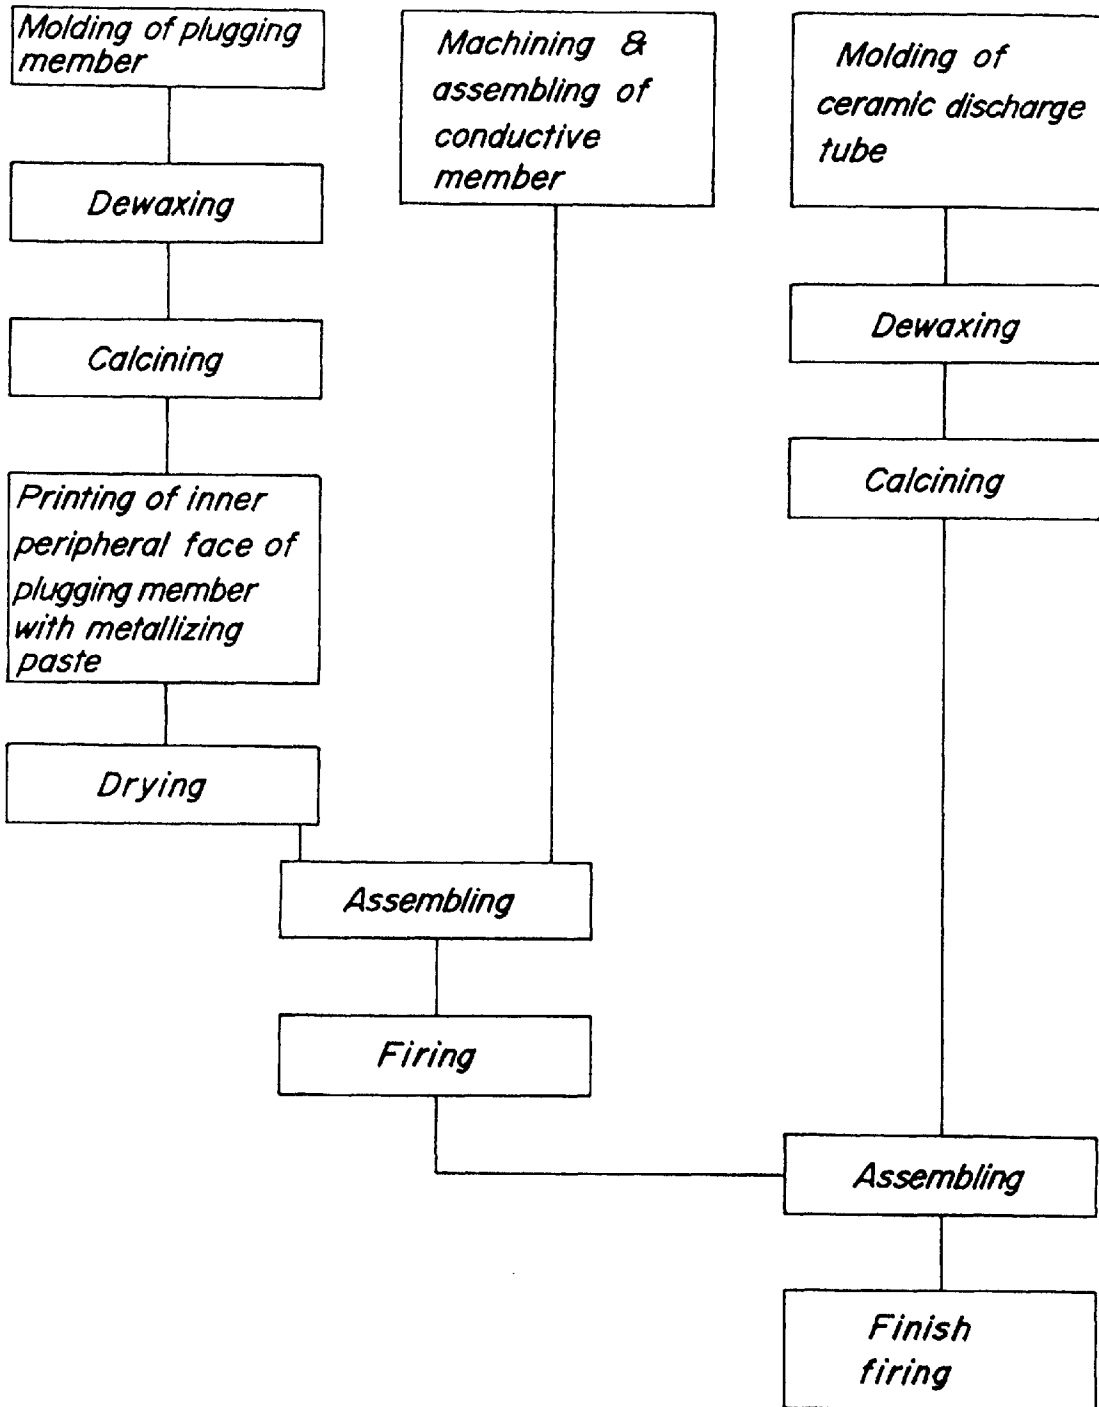 Molding of plugging
member
Dewaxing
Calcining
Printing of inner
peripheral face of
plugging member
with metallizing
paste
Drying
Machining &
assembling of
conductive
member
Molding of
ceramic discharge
tube
Dewaxing
Calcining
Assembling
Firing
Assembling
Finish
firing